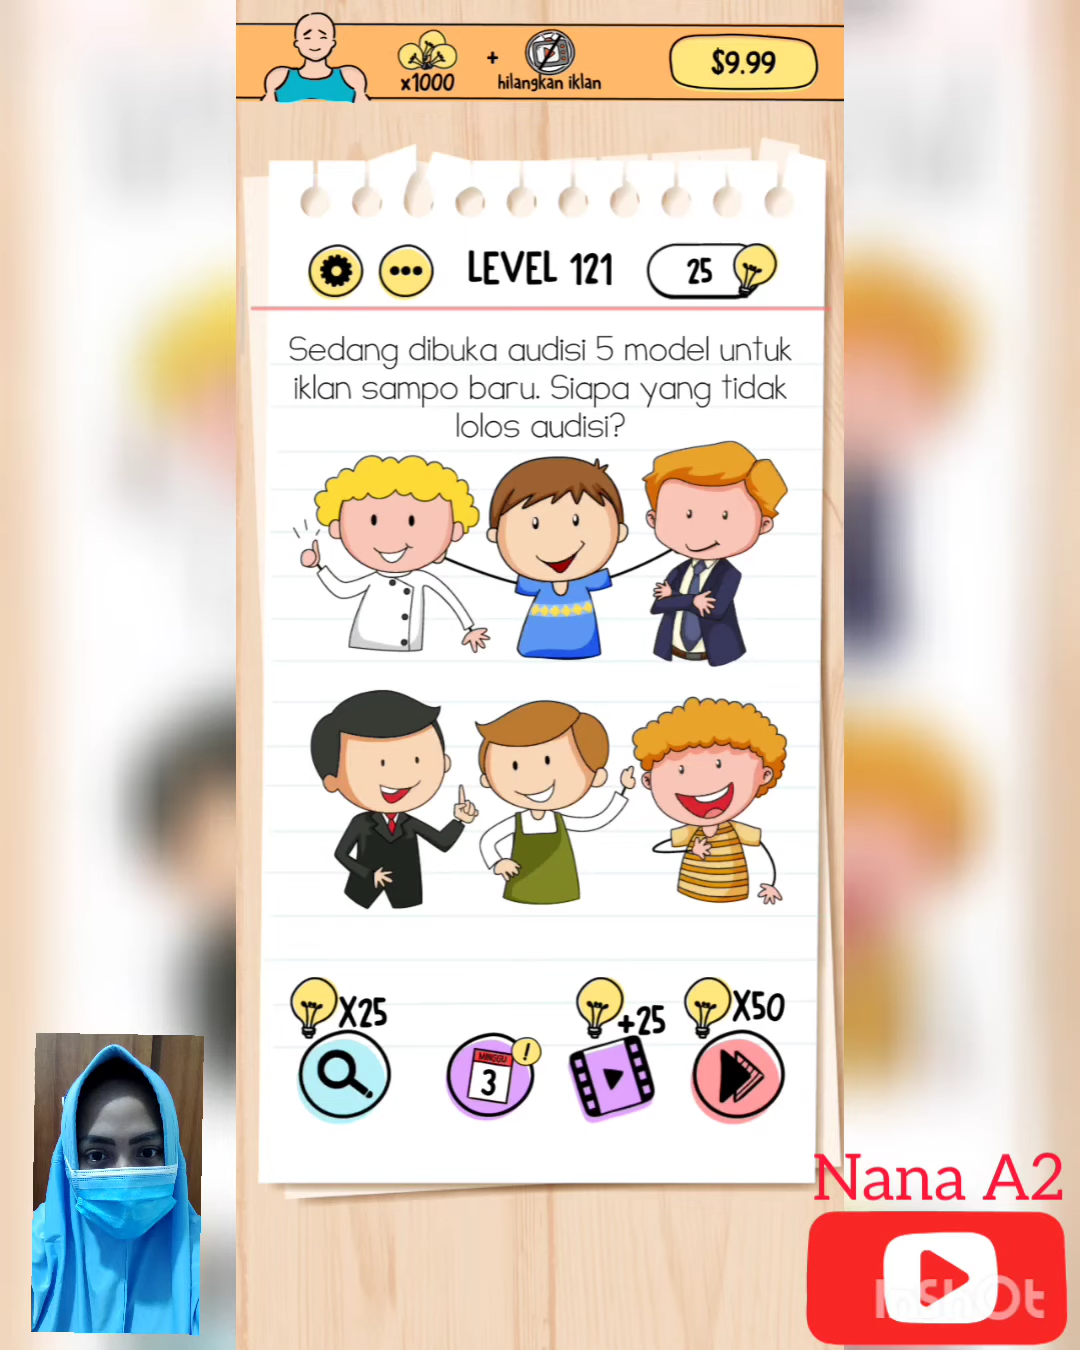 x1000
+
hilangkan iklan
$9.99
LEVEL 121
25
Sedang dibuka audisi 5 model untuk
iklan sampo baru. Siapa yang tidak
lolos audisi?
X25
+25
X50
MINGGU
3
!
Nana A2
InShOt